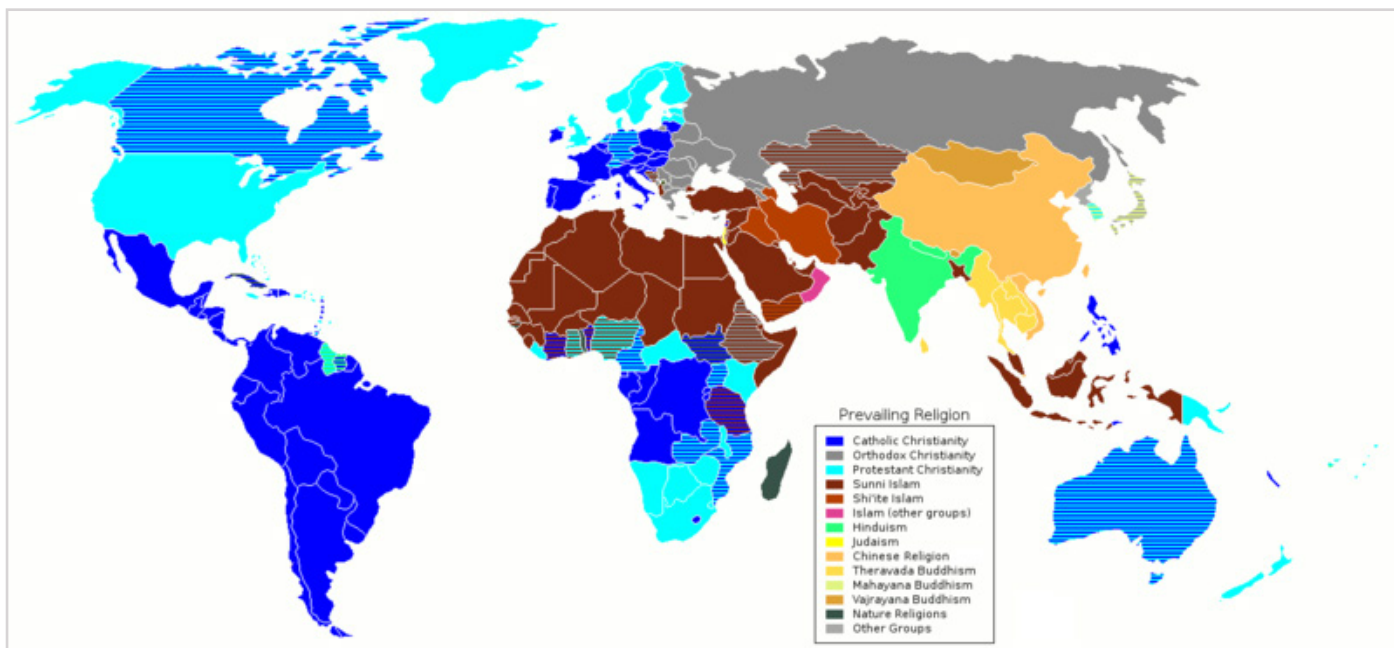 Prevailing Religion
Catholic Christianity
Orthodox Christianity
Protestant Christianity
Sunni Islam
Shi'ite Islam
Islam (other groups)
Hinduism
Judaism
Chinese Religion
Theravada Buddhism
Mahayana Buddhism
Vajrayana Buddhism
Nature Religions
Other Groups